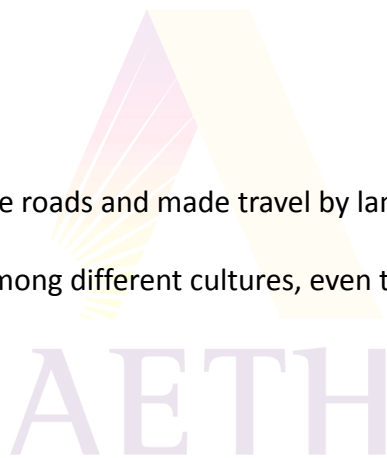 e roads and made travel by lan
mong different cultures, even t
AETH